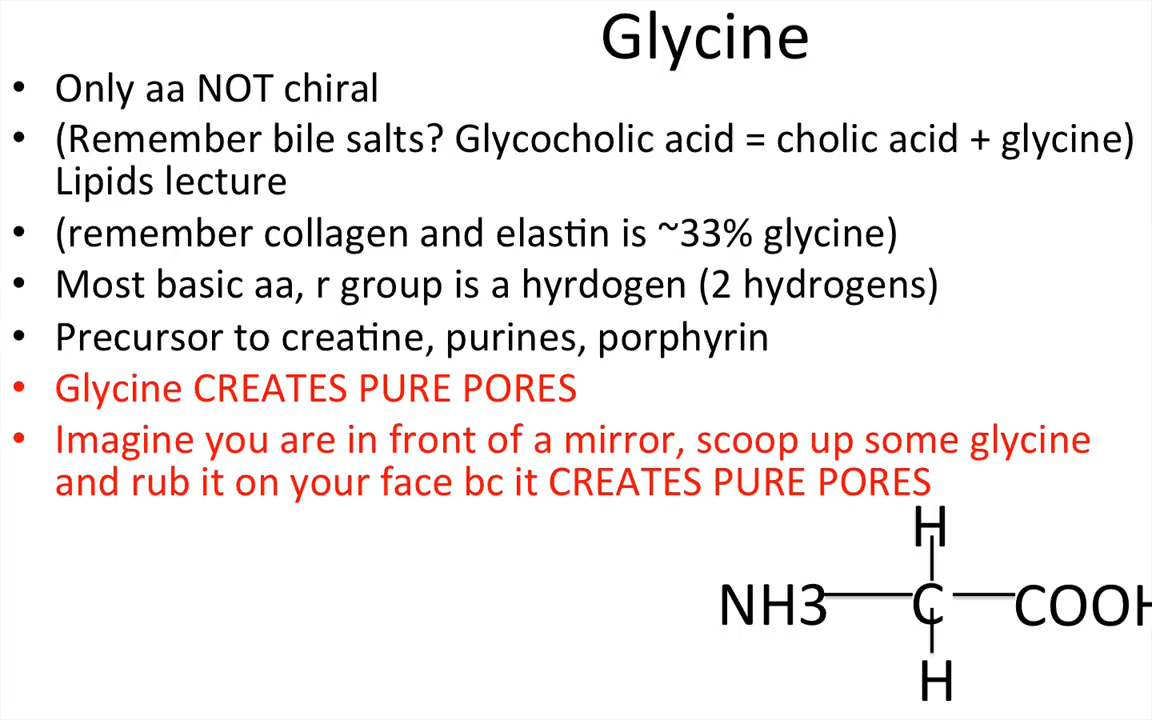 Glycine
• Only aa NOT chiral
• (Remember bile salts? Glycocholic acid = cholic acid + glycine)
Lipids lecture
• (remember collagen and elastin is ~33% glycine)
• Most basic aa, r group is a hyrdogen (2 hydrogens)
• Precursor to creatine, purines, porphyrin
• Glycine CREATES PURE PORES
• Imagine you are in front of a mirror, scoop up some glycine
and rub it on your face bc it CREATES PURE PORES
H
NH3 C COOH
H